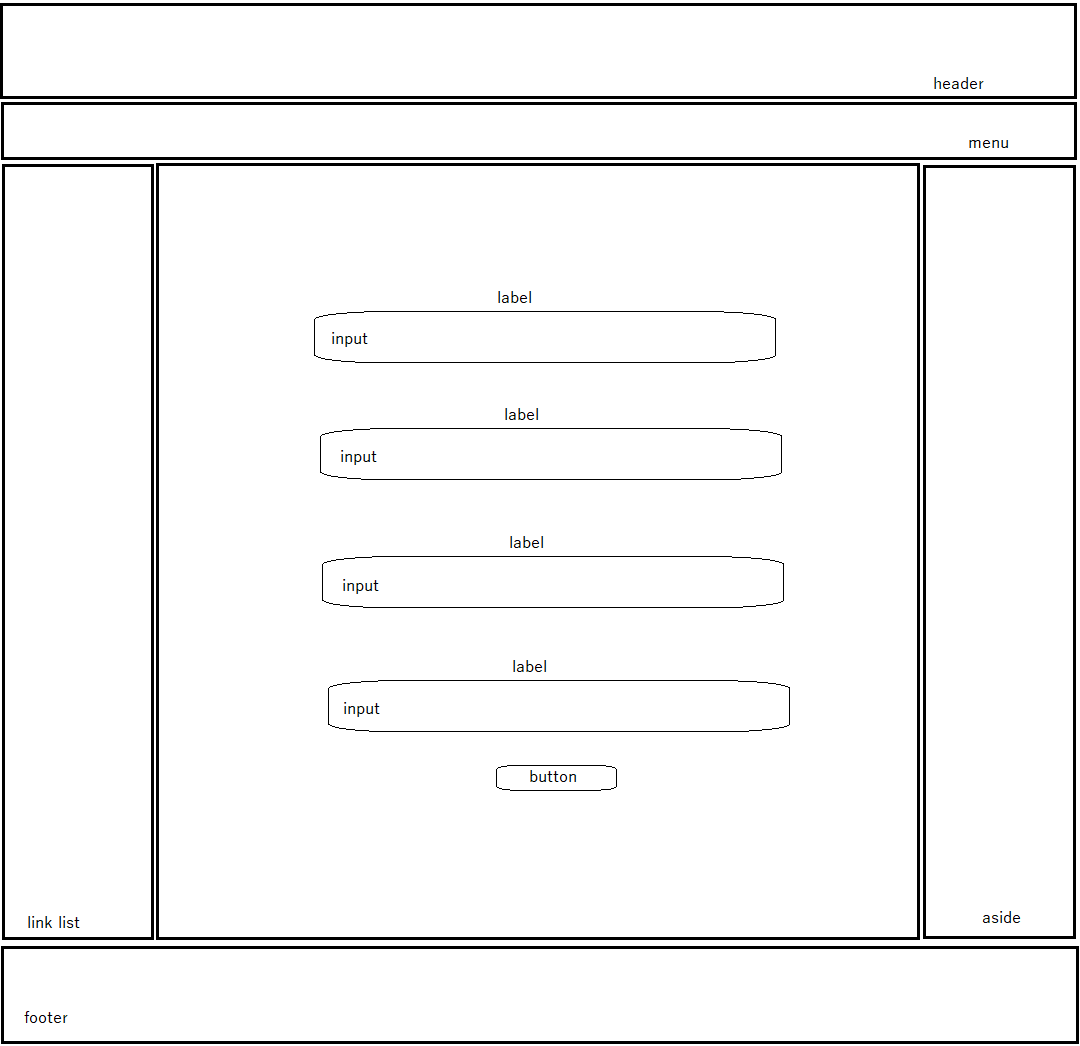 header
menu
label
input
label
input
label
input
label
input
button
link list
aside
footer